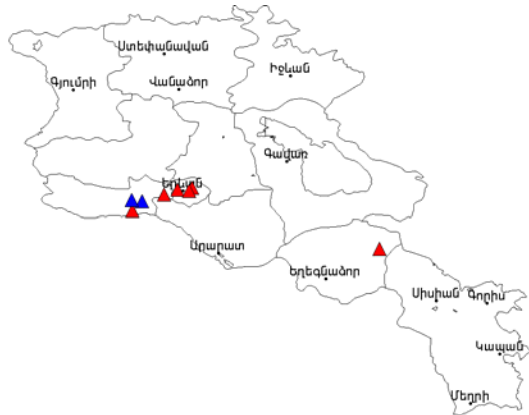 Ստեփանավան
Իջևան
Գյումրի
Վանաձոր
Գավառ
Երևան
Արարատ
Եղեգնաձոր
Սիսիան
Գորիս
Կապան
Մեղրի